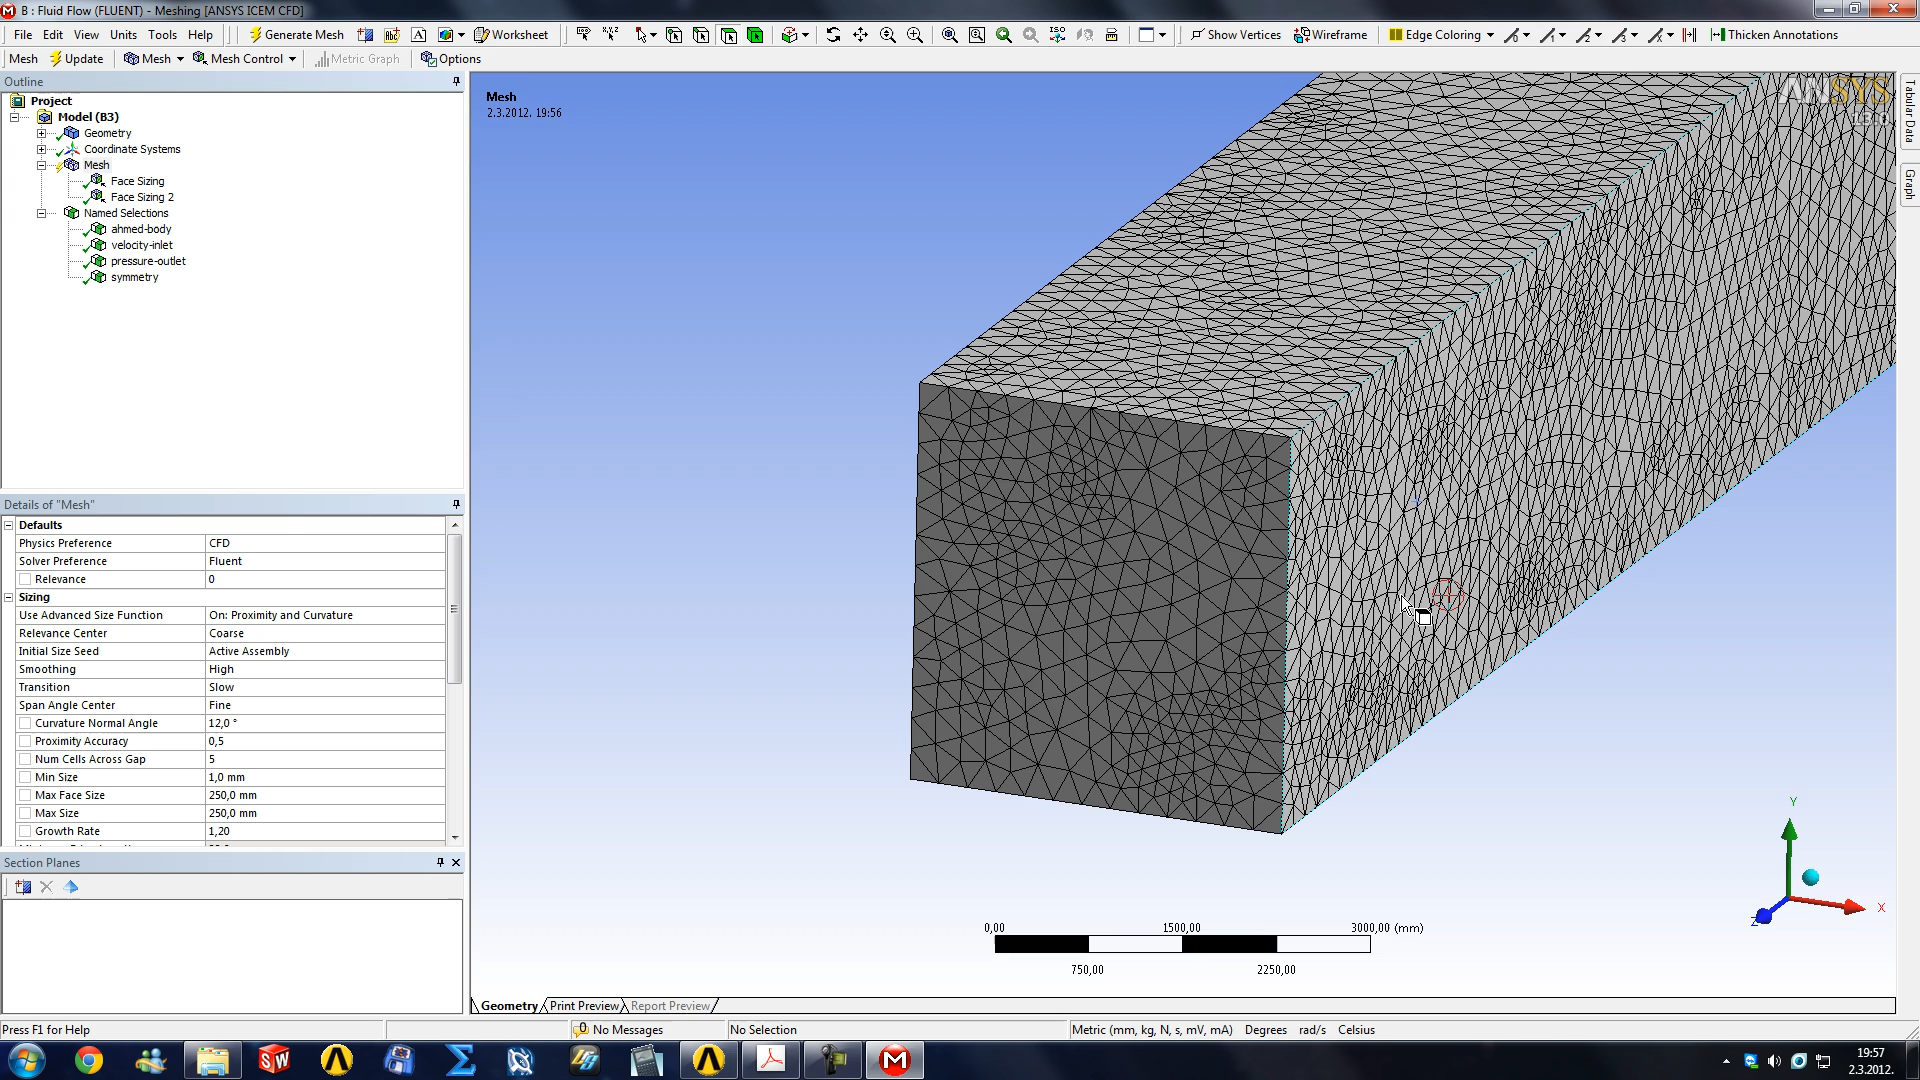 B : Fluid Flow (FLUENT) - Meshing [ANSYS ICEM CFD]
File Edit View Units Tools Help Generate Mesh Worksheet Show Vertices Wireframe Edge Coloring Thicken Annotations
Mesh Update Mesh Mesh Control Metric Graph Options
Outline
Project
Model (B3)
Geometry
Coordinate Systems
Mesh
Face Sizing
Face Sizing 2
Named Selections
ahmed-body
velocity-inlet
pressure-outlet
symmetry
Details of "Mesh"
Defaults
Physics Preference CFD
Solver Preference Fluent
Relevance 0
Sizing
Use Advanced Size Function On: Proximity and Curvature
Relevance Center Coarse
Initial Size Seed Active Assembly
Smoothing High
Transition Slow
Span Angle Center Fine
Curvature Normal Angle 12,0 °
Proximity Accuracy 0,5
Num Cells Across Gap 5
Min Size 1,0 mm
Max Face Size 250,0 mm
Max Size 250,0 mm
Growth Rate 1,20
Section Planes
Mesh
2.3.2012. 19:56
ANSYS
13.0
Tabular Data
Graph
Y
X
Z
0,00 1500,00 3000,00 (mm)
750,00 2250,00
Geometry Print Preview Report Preview
Press F1 for Help 0 No Messages No Selection Metric (mm, kg, N, s, mV, mA) Degrees rad/s Celsius
19:57
2.3.2012.